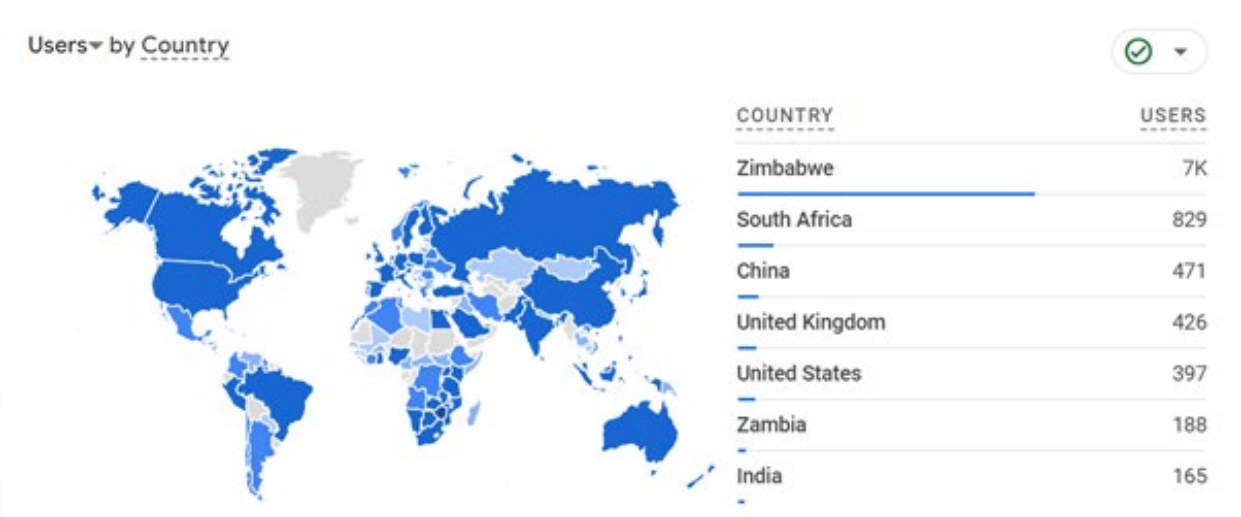 Users by Country
COUNTRY USERS
Zimbabwe 7K
South Africa 829
China 471
United Kingdom 426
United States 397
Zambia 188
India 165